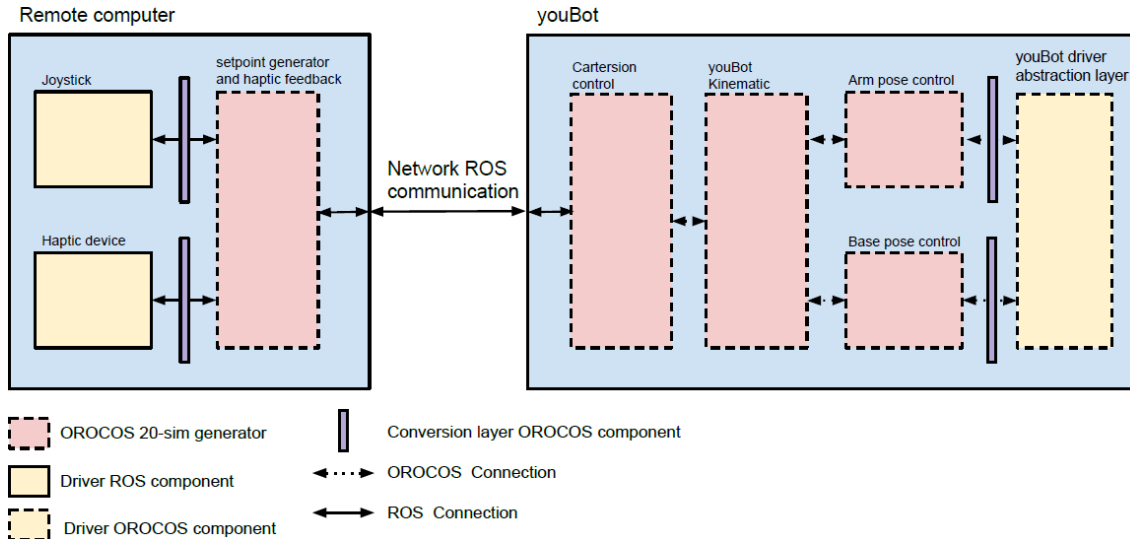 Remote computer
youBot
Joystick
setpoint generator
and haptic feedback
Haptic device
Network ROS
communication
Cartersion
control
youBot
Kinematic
Arm pose control
youBot driver
abstraction layer
Base pose control
OROCOS 20-sim generator
Driver ROS component
Driver OROCOS component
Conversion layer OROCOS component
OROCOS Connection
ROS Connection